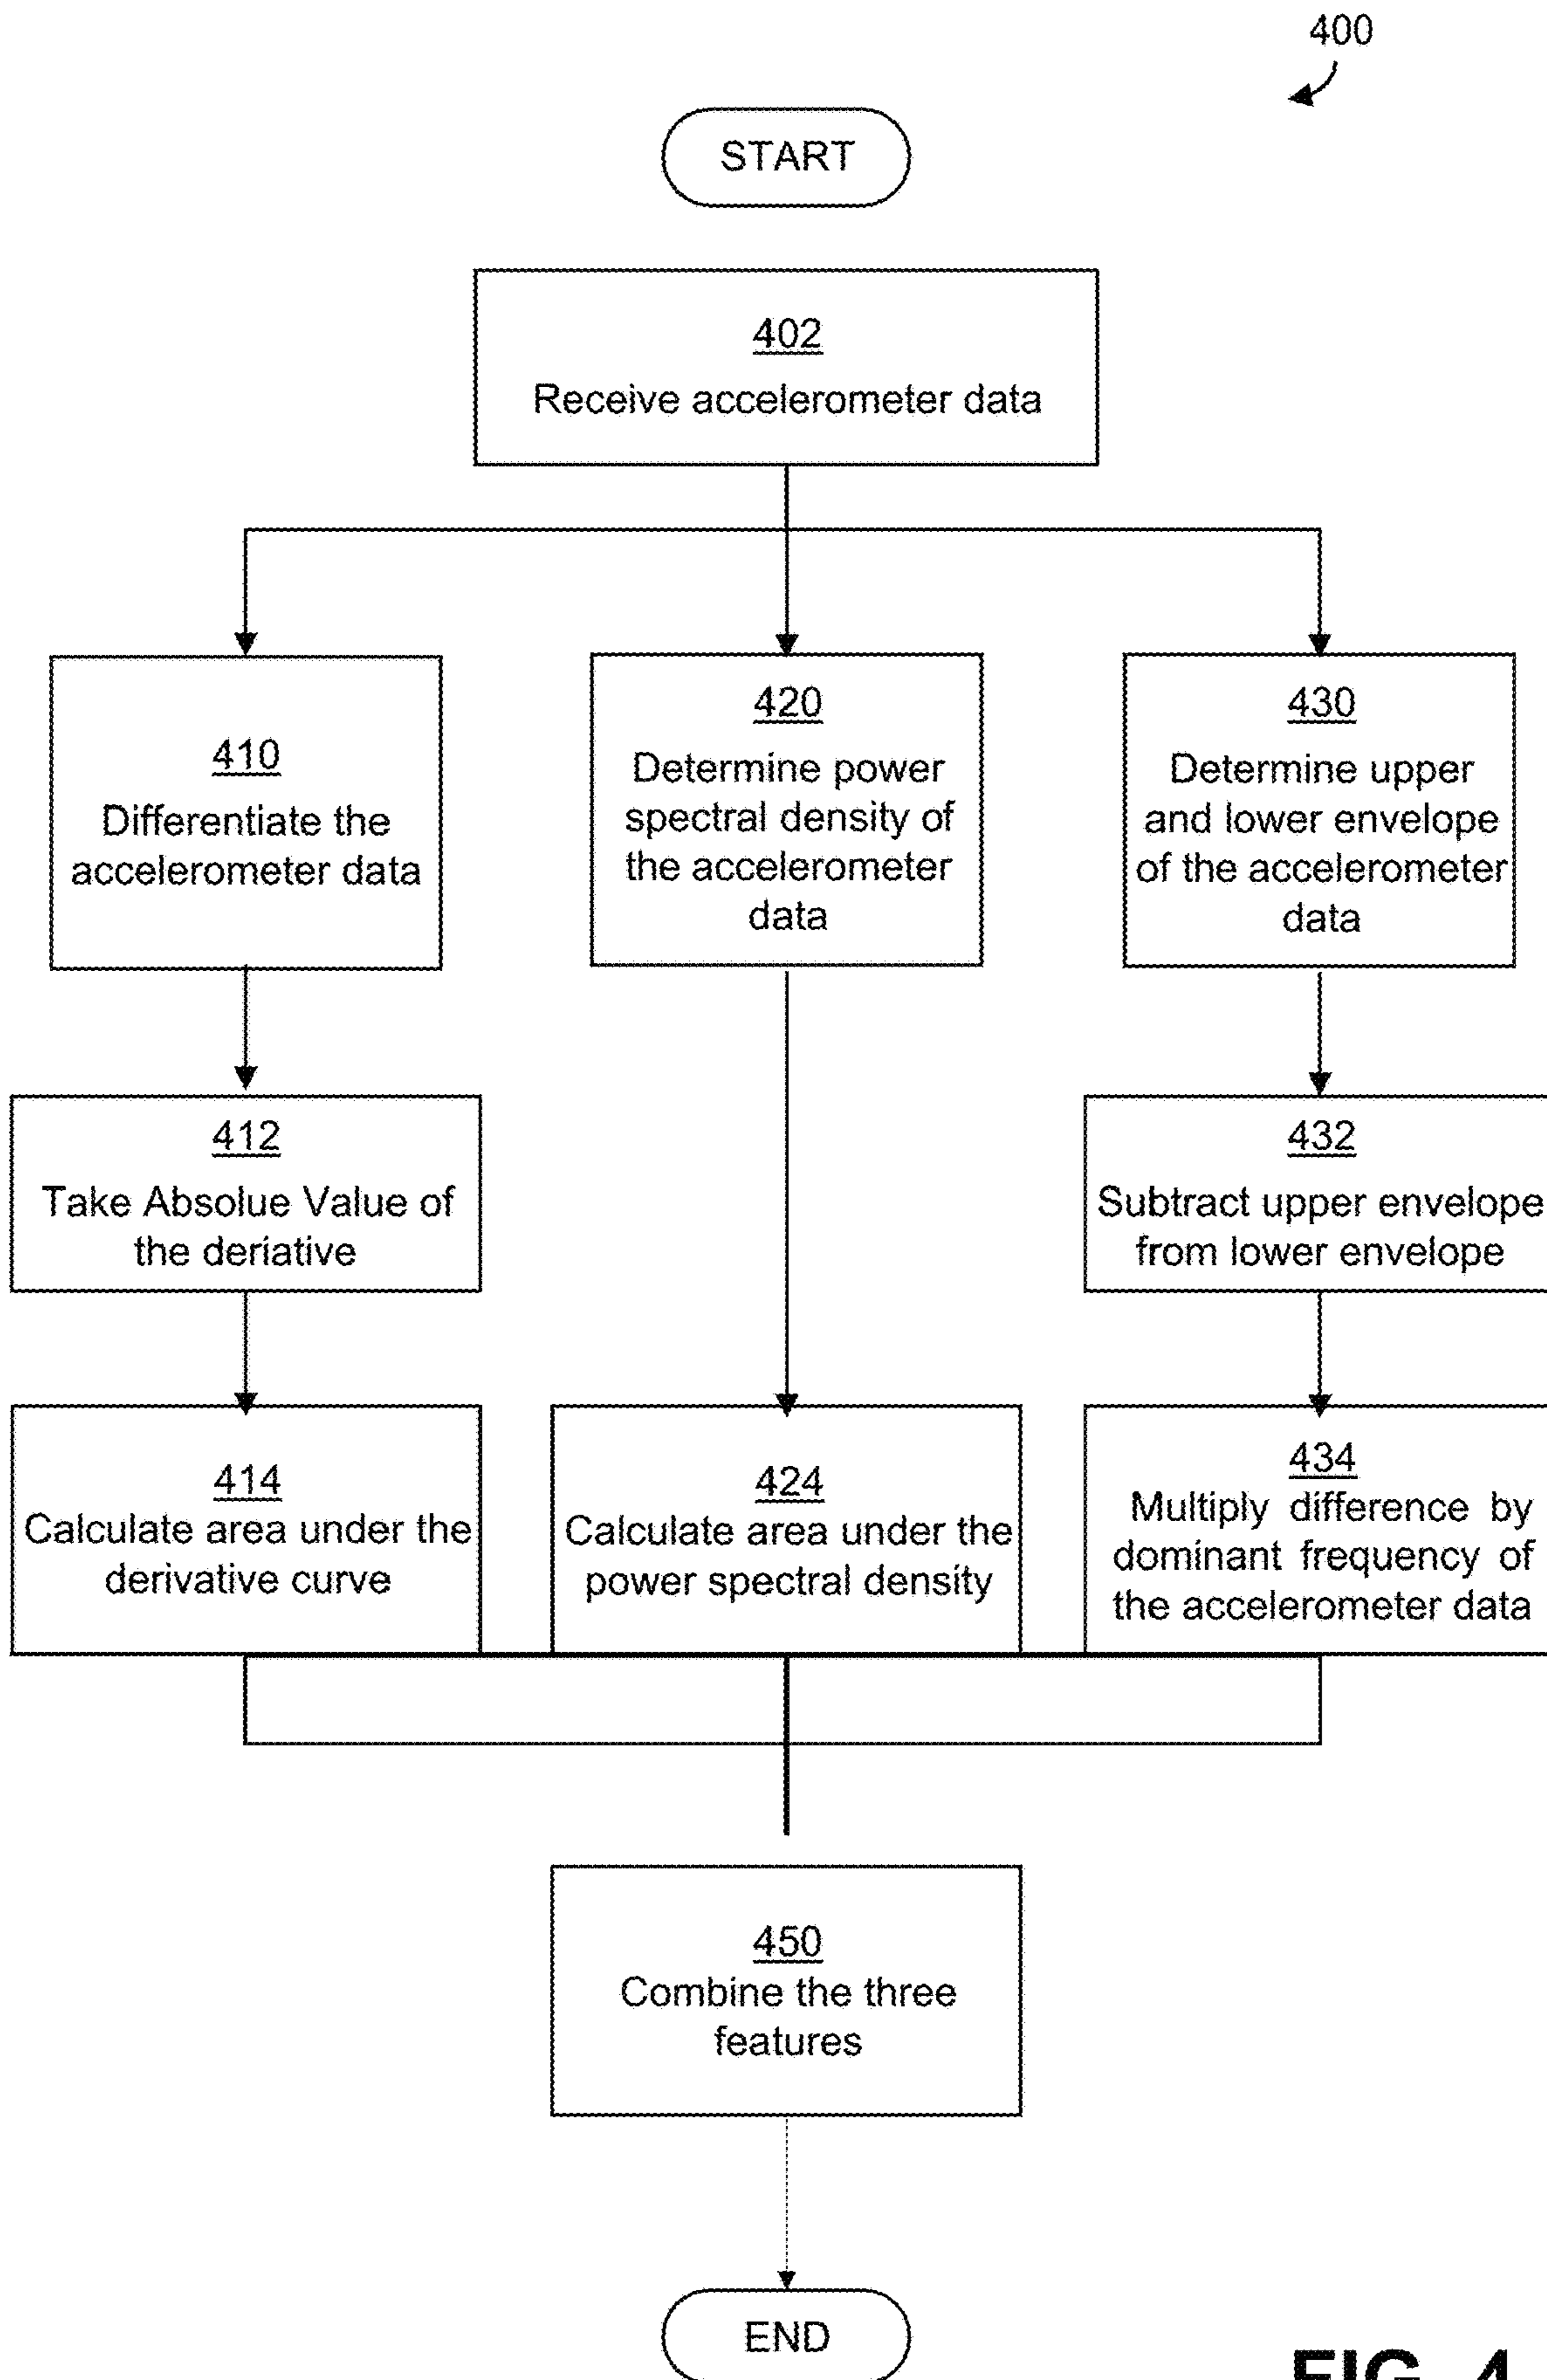 400
START
402
Receive accelerometer data
410
Differentiate the
accelerometer data
420
Determine power
spectral density of
the accelerometer
data
430
Determine upper
and lower envelope
of the accelerometer
data
412
Take Absolue Value of
the deriative
432
Subtract upper envelope
from lower envelope
414
Calculate area under the
derivative curve
424
Calculate area under the
power spectral density
434
Multiply difference by
dominant frequency of
the accelerometer data
450
Combine the three
features
END
FIG. 4